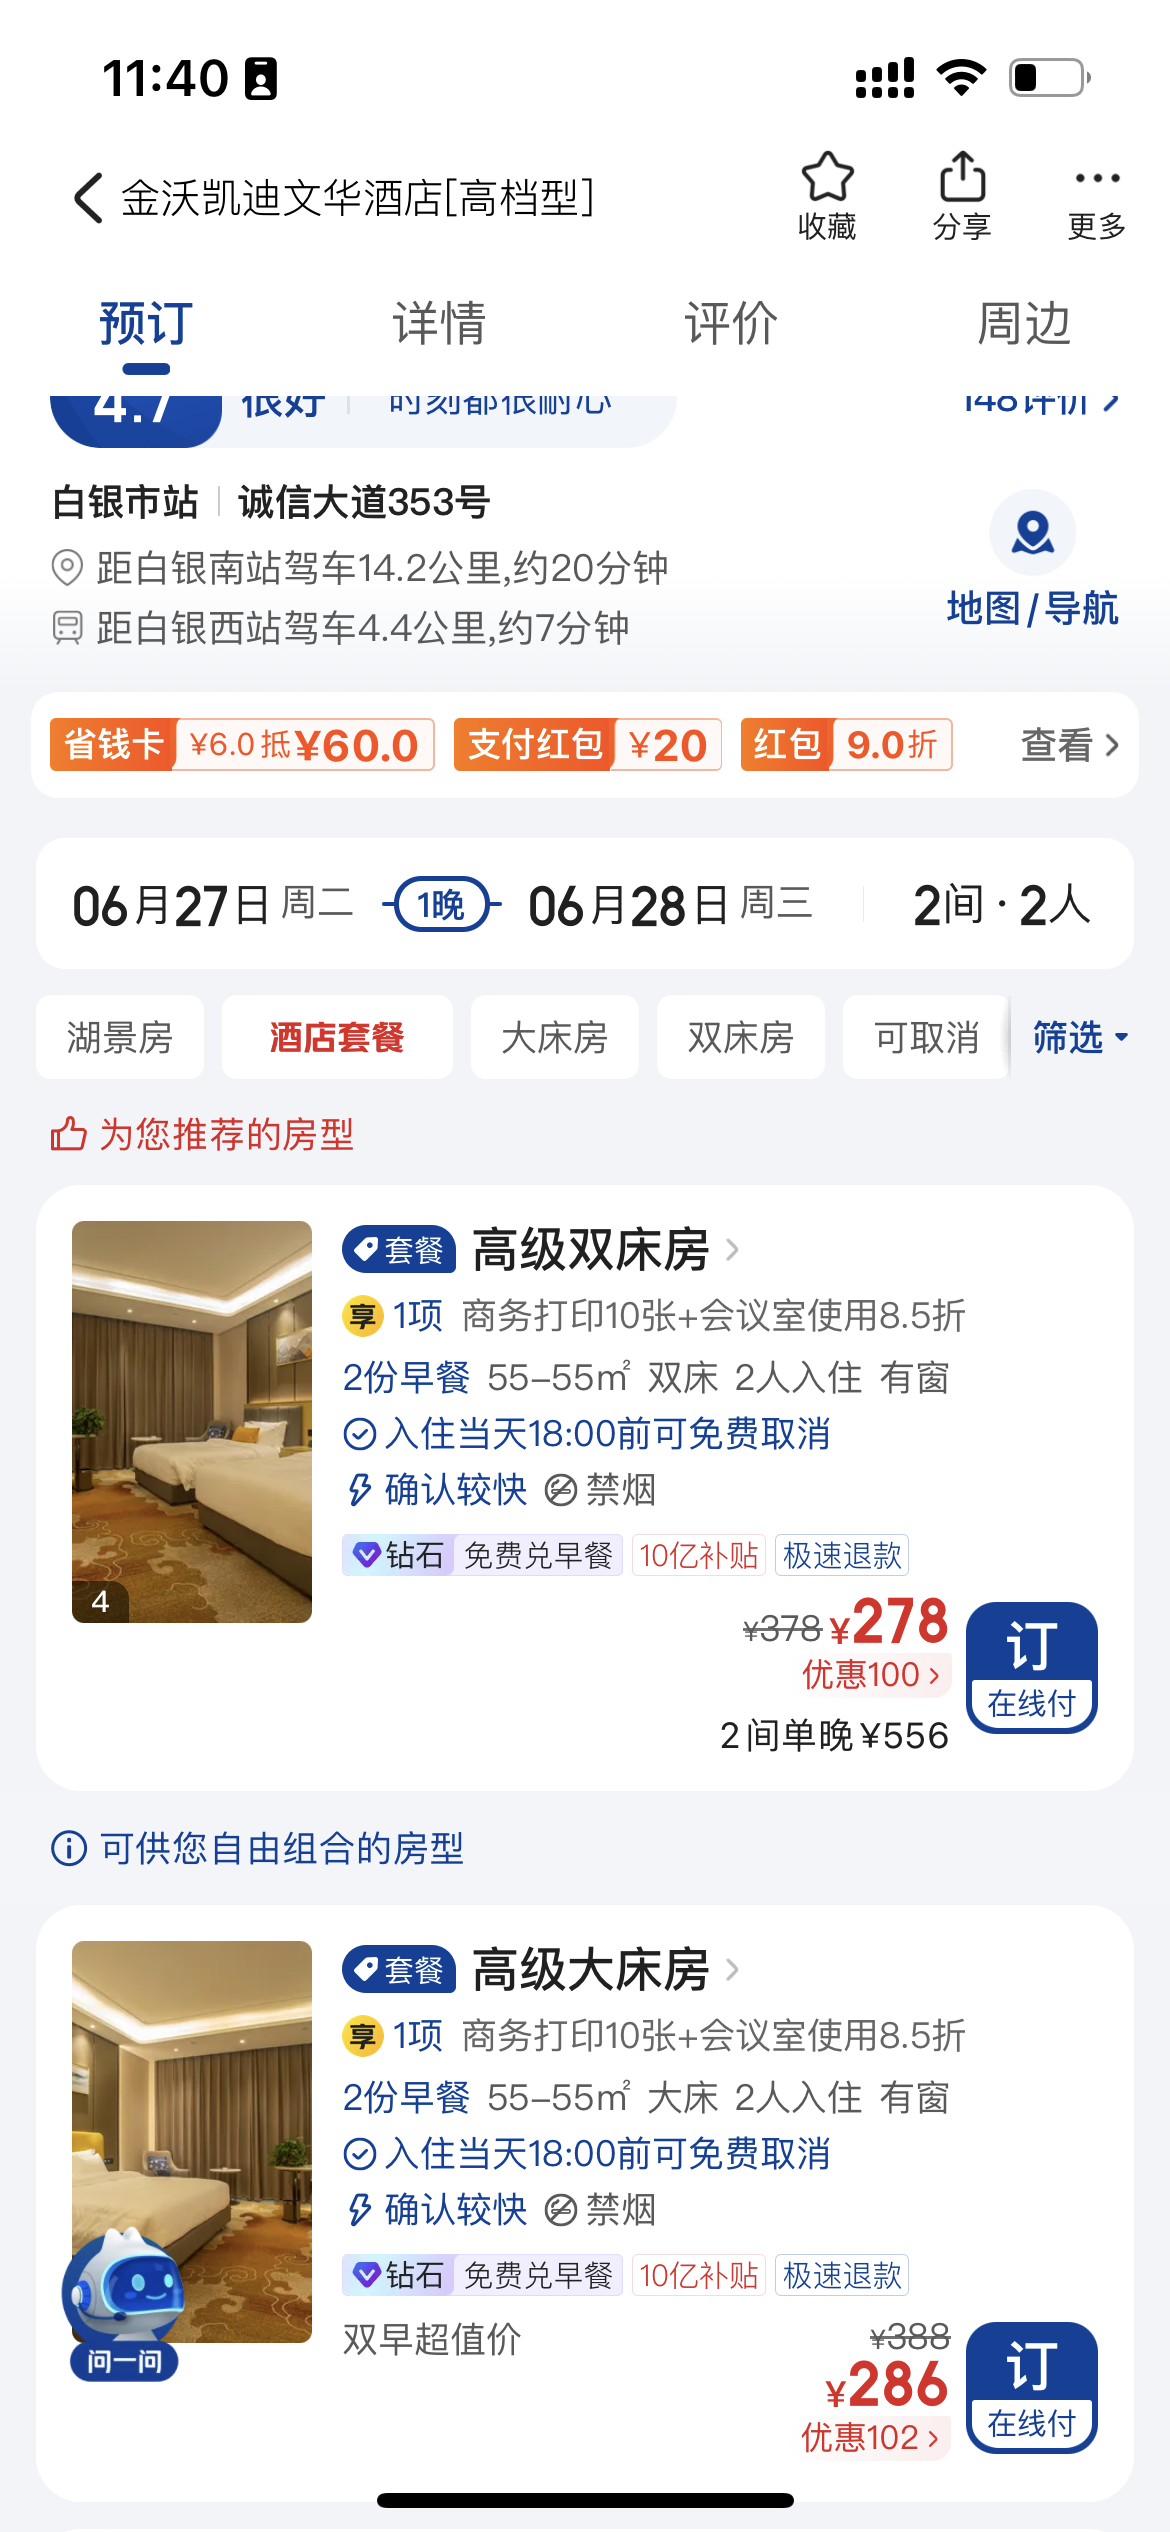 11:40
金沃凯迪文华酒店[高档型]
收藏
分享
更多
预订
详情
评价
周边
4.7
很好
时刻都很耐心
148评价
白银市站
诚信大道353号
距白银南站驾车14.2公里,约20分钟
距白银西站驾车4.4公里,约7分钟
地图/导航
省钱卡 ¥6.0抵¥60.0
支付红包 ¥20
红包 9.0折
查看
06月27日 周二
1晚
06月28日 周三
2间·2人
湖景房
酒店套餐
大床房
双床房
可取消
筛选
为您推荐的房型
4
套餐 高级双床房
享 1项 商务打印10张+会议室使用8.5折
2份早餐 55-55㎡ 双床 2人入住 有窗
入住当天18:00前可免费取消
确认较快 禁烟
钻石 免费兑早餐 10亿补贴 极速退款
¥378 ¥278
优惠100
2间单晚¥556
订
在线付
可供您自由组合的房型
套餐 高级大床房
享 1项 商务打印10张+会议室使用8.5折
2份早餐 55-55㎡ 大床 2人入住 有窗
入住当天18:00前可免费取消
确认较快 禁烟
钻石 免费兑早餐 10亿补贴 极速退款
双早超值价
¥388
¥286
优惠102
订
在线付
问一问